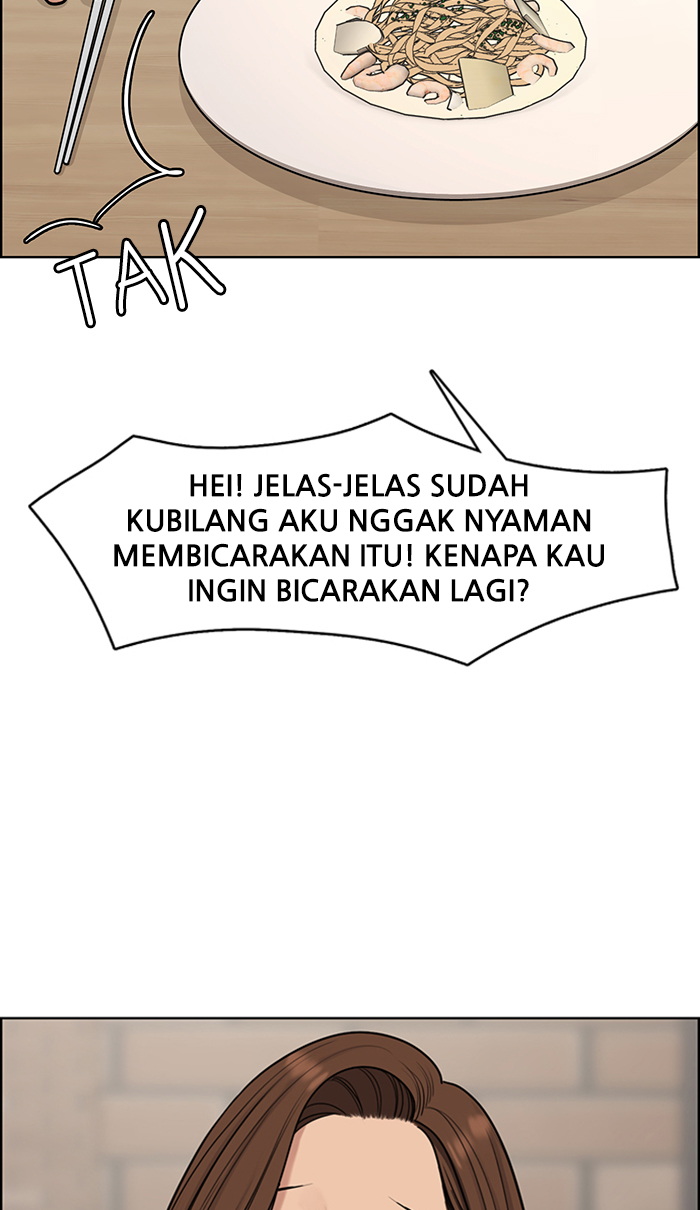 TAK
HEI! JELAS-JELAS SUDAH
KUBILANG AKU NGGAK NYAMAN
MEMBICARAKAN ITU! KENAPA KAU
INGIN BICARAKAN LAGI?